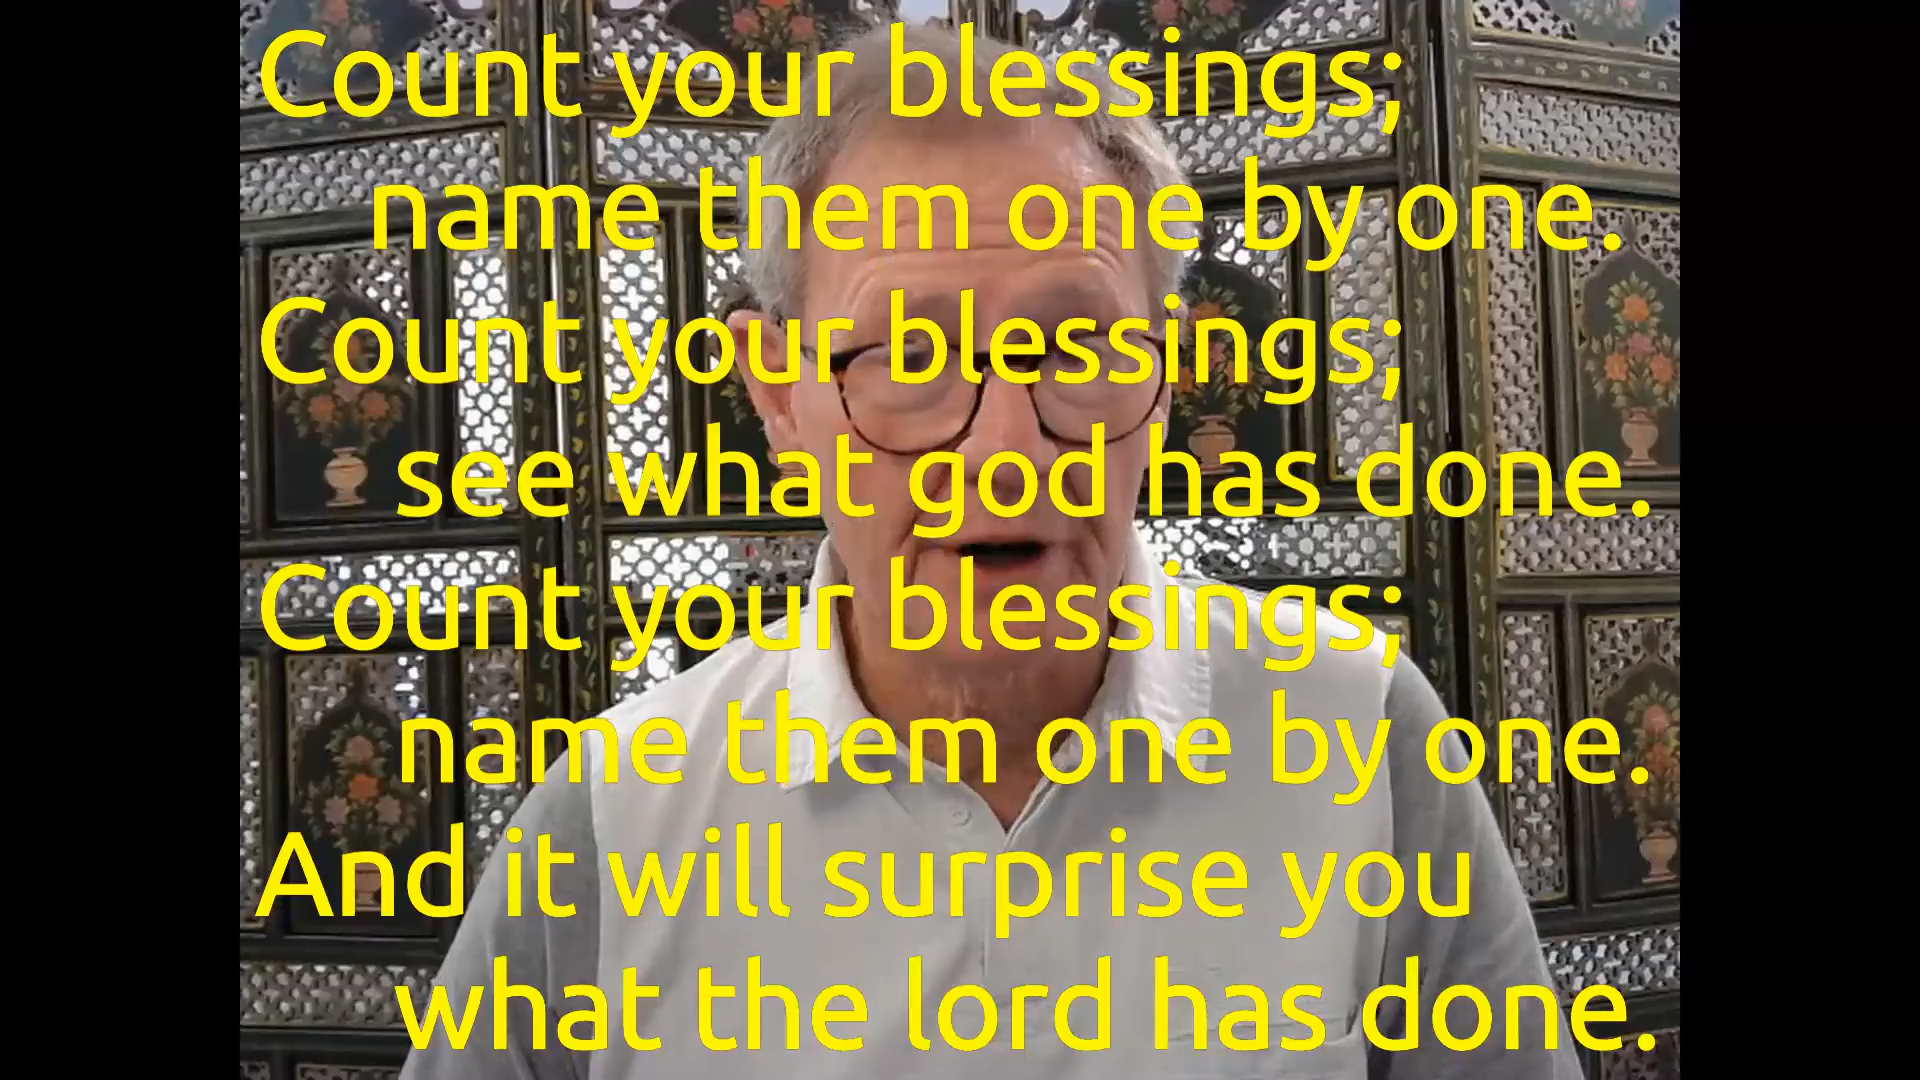 Count your blessings;
name them one by one.
Count your blessings;
see what god has done.
Count your blessings;
name them one by one.
And it will surprise you
what the lord has done.